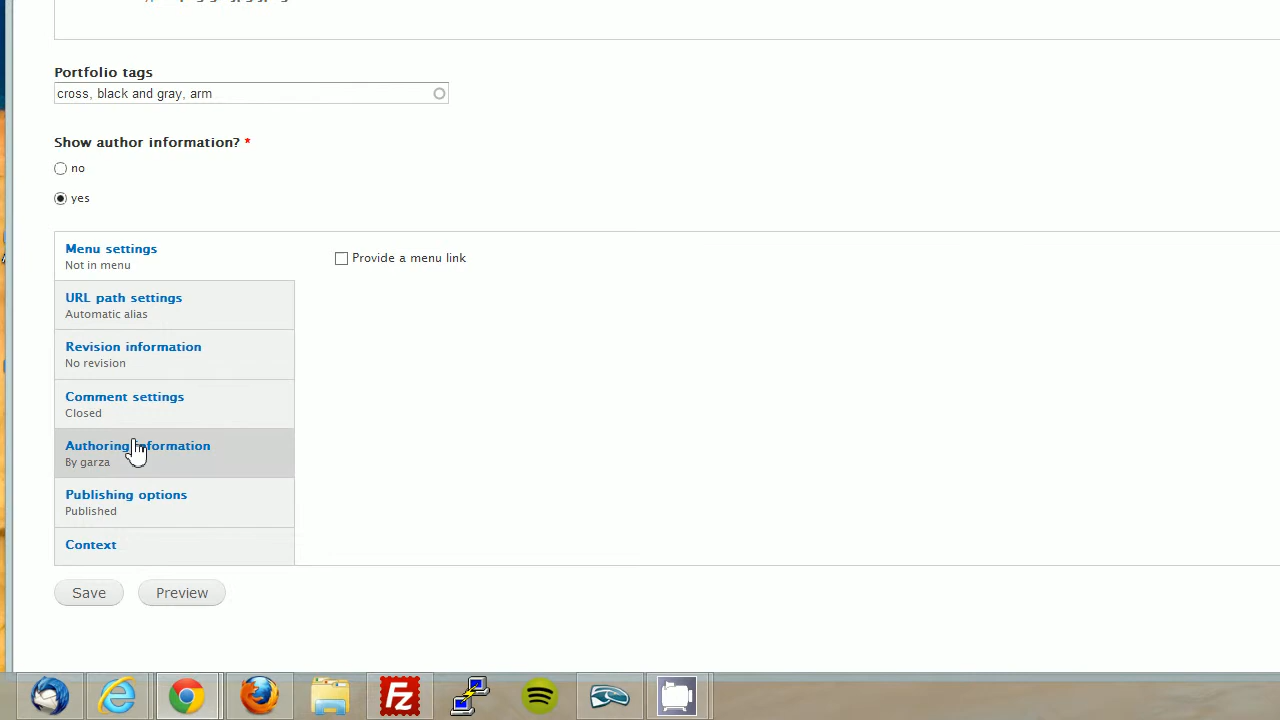 Portfolio tags
cross, black and gray, arm
Show author information? *
no
yes
Menu settings
Not in menu
Provide a menu link
URL path settings
Automatic alias
Revision information
No revision
Comment settings
Closed
Authoring information
By garza
Publishing options
Published
Context
Save
Preview
Fz